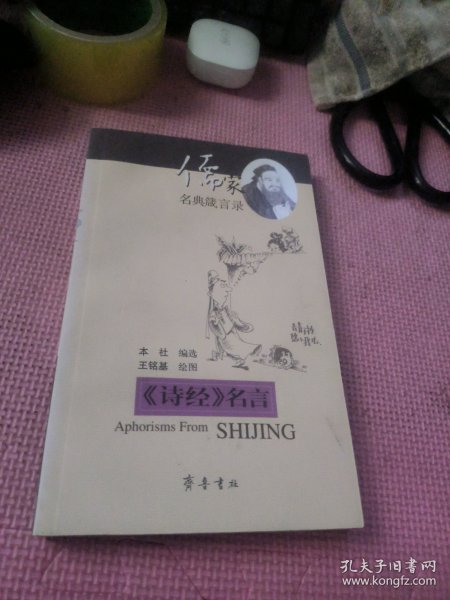 儒家
名典箴言录
本社 编选
王铭基 绘图
《诗经》名言
Aphorisms From SHIJING
齐鲁书社
孔夫子旧书网
www.kongfz.com